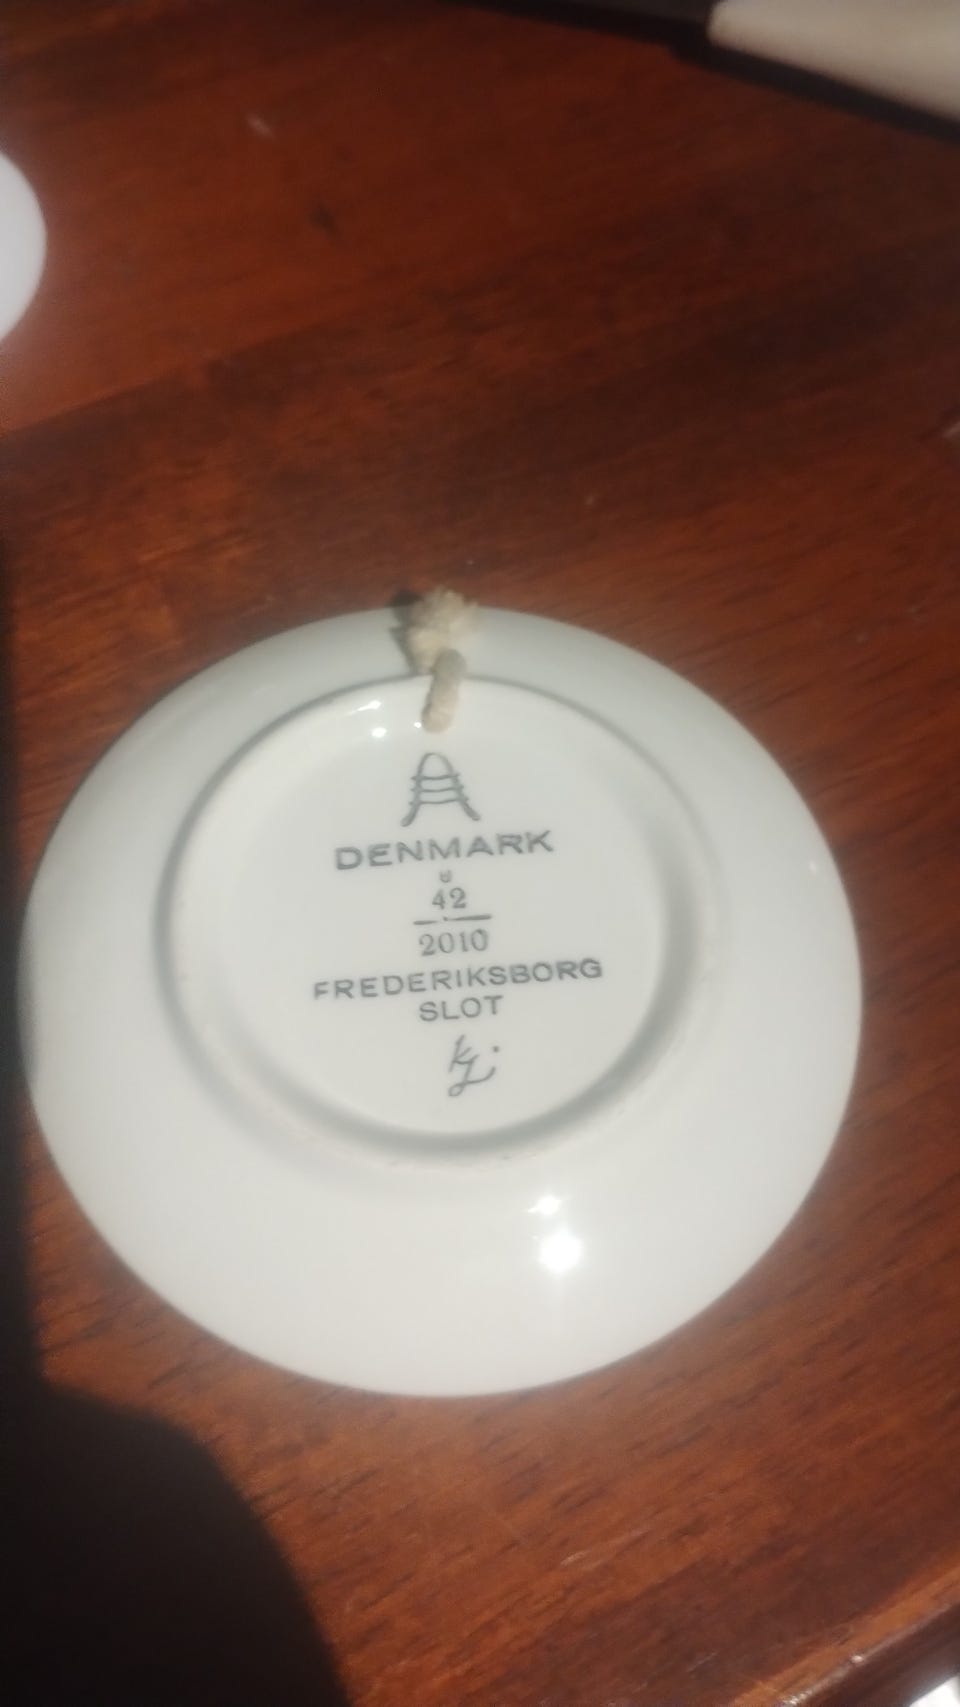 A
DENMARK
42
2010
FREDERIKSBORG
SLOT